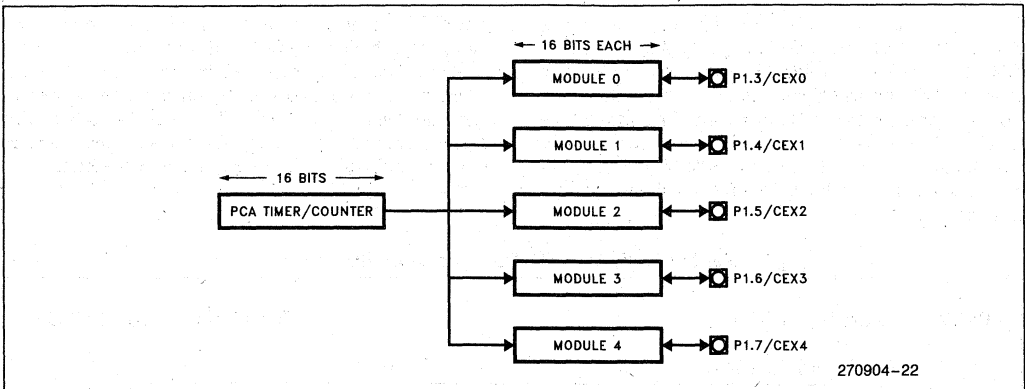 16 BITS EACH
MODULE 0
P1.3/CEX0
MODULE 1
P1.4/CEX1
16 BITS
PCA TIMER/COUNTER
MODULE 2
P1.5/CEX2
MODULE 3
P1.6/CEX3
MODULE 4
P1.7/CEX4
270904-22